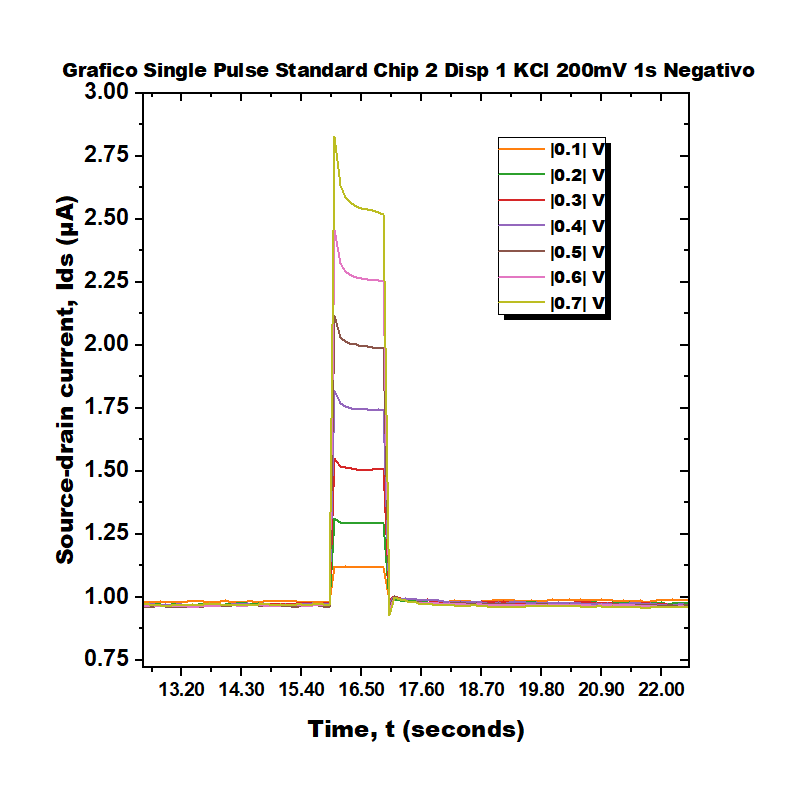 Grafico Single Pulse Standard Chip 2 Disp 1 KCl 200mV 1s Negativo
3.00
2.75
2.50
2.25
2.00
1.75
1.50
1.25
1.00
0.75
Source-drain current, Ids (µA)
|0.1| V
|0.2| V
|0.3| V
|0.4| V
|0.5| V
|0.6| V
|0.7| V
13.20 14.30 15.40 16.50 17.60 18.70 19.80 20.90 22.00
Time, t (seconds)